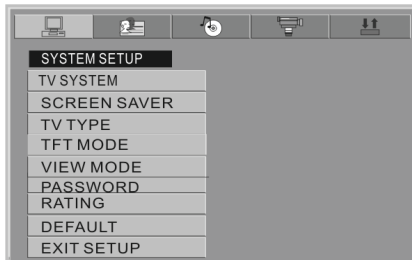 SYSTEM SETUP
TV SYSTEM
SCREEN SAVER
TV TYPE
TFT MODE
VIEW MODE
PASSWORD
RATING
DEFAULT
EXIT SETUP